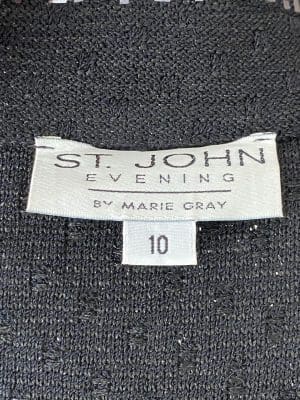 ST. JOHN
EVENING
BY MARIE GRAY
10